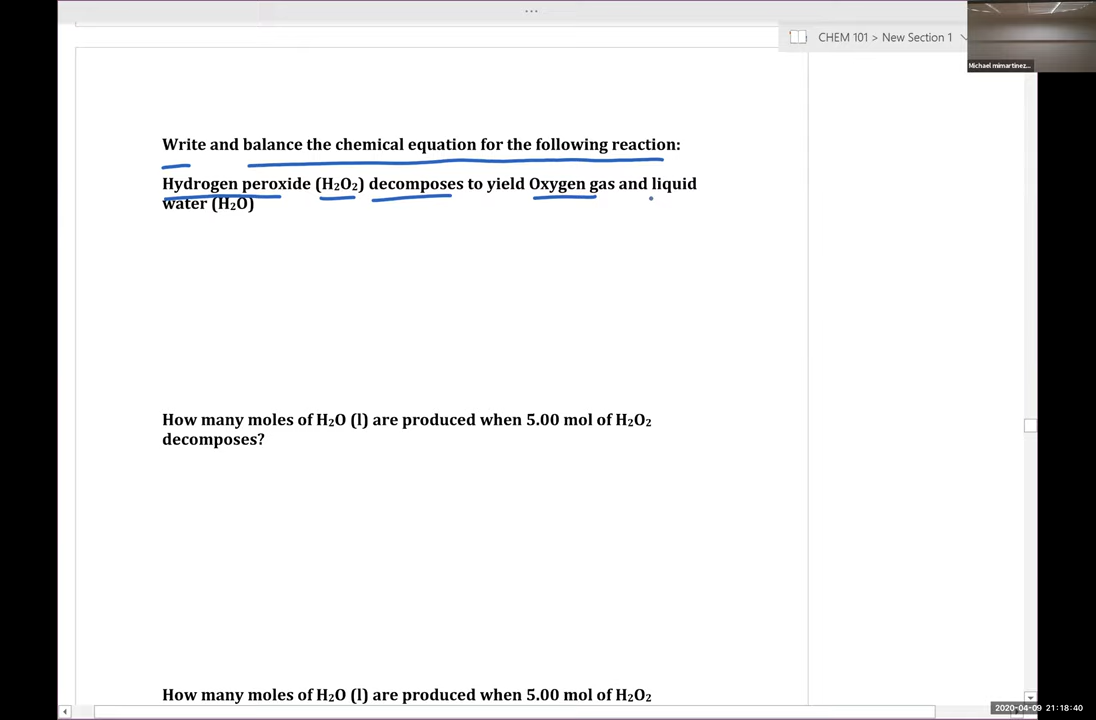 CHEM 101 > New Section 1
Michael mimartinez...
Write and balance the chemical equation for the following reaction:
Hydrogen peroxide (H₂O₂) decomposes to yield Oxygen gas and liquid
water (H₂O)
How many moles of H₂O (l) are produced when 5.00 mol of H₂O₂
decomposes?
How many moles of H₂O (l) are produced when 5.00 mol of H₂O₂
2020-04-09 21:18:40